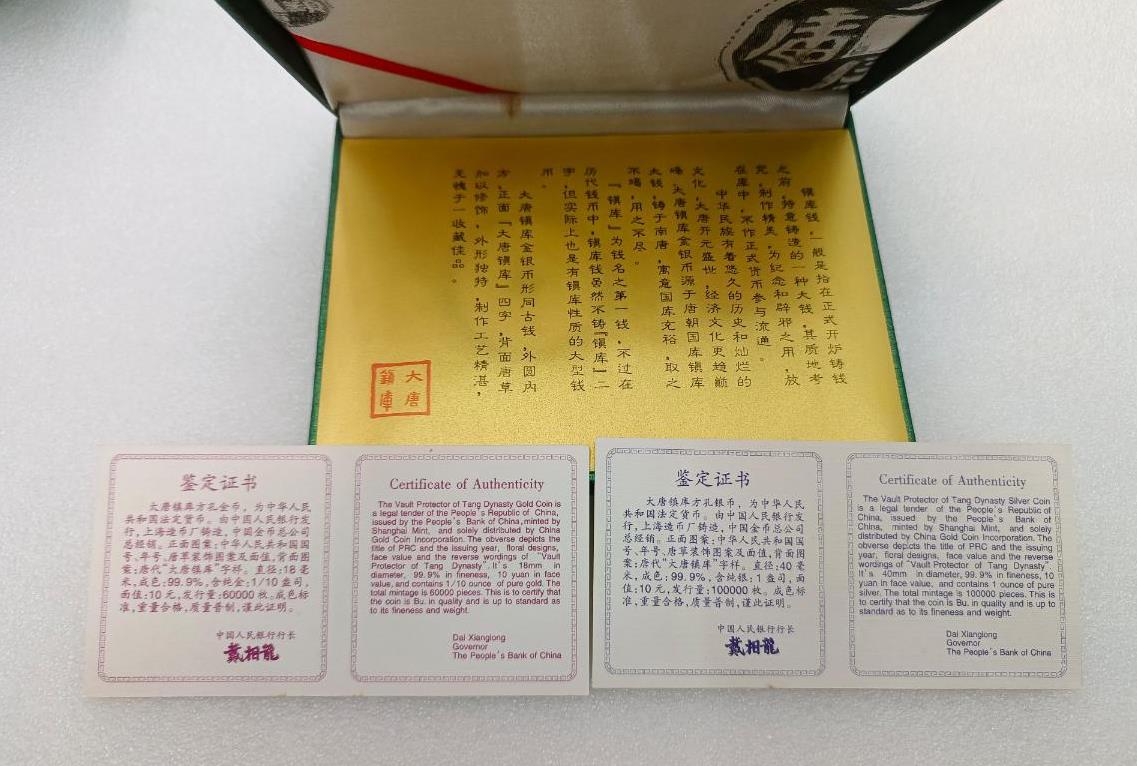 唐
镇库钱,一般是指在正式开炉铸钱
之前,特意铸造的一种大钱,其质地考
究,制作精美,为纪念和辟邪之用,放
在库中,不作正式货币参与流通。
中华民族有着悠久的历史和灿烂的
文化,大唐开元盛世,经济文化更趋巅
峰,大唐镇库金银币源于唐朝国库镇库
大钱,铸于南唐,寓意国库充裕,取之
不竭,用之不尽。
『镇库』为钱名之第一钱,不过在
历代钱币中,镇库钱虽然不铸『镇库』二
字,但实际上也是有镇库性质的大型钱
币。
大唐镇库金银币形同古钱,外圆内
方,正面『大唐镇库』四字,背面唐草
加以修饰,外形独特,制作工艺精湛,
无愧于一收藏佳品。
大唐
鎮庫
鉴定证书
大唐镇库方孔金币,为中华人民
共和国法定货币。由中国人民银行发
行,上海造币厂铸造,中国金币总公司
总经销。正面图案:中华人民共和国国
号、年号、唐草装饰图案及面值,背面图
案:唐代"大唐镇库"字样。直径:18毫
米,成色:99.9%,含纯金:1/10盎司,
面值:10元,发行量:60000枚。成色标
准,重量合格,质量普制,谨此证明。
中国人民银行行长
戴相龍
Certificate of Authenticity
The Vault Protector of Tang Dynasty Gold Coin is
a legal tender of the People's Republic of China,
issued by the People's Bank of China, minted by
Shanghai Mint, and solely distributed by China
Gold Coin Incorporation. The obverse depicts the
title of PRC and the issuing year, floral designs,
face value and the reverse wordings of "Vault
Protector of Tang Dynasty". It's 18mm in
diameter, 99.9% in fineness, 10 yuan in face
value, and contains 1/10 ounce of pure gold. The
total mintage is 60000 pieces. This is to certify that
the coin is Bu. in quality and is up to standard as
to its fineness and weight.
Dai Xianglong
Governor
The People's Bank of China
鉴定证书
大唐镇库方孔银币,为中华人民
共和国法定货币。由中国人民银行发
行,上海造币厂铸造,中国金币总公司
总经销。正面图案:中华人民共和国国
号、年号、唐草装饰图案及面值,背面图
案:唐代"大唐镇库"字样。直径:40毫
米,成色:99.9%,含纯银:1盎司,面
值:10元,发行量:100000枚。成色标
准,重量合格,质量普制,谨此证明。
中国人民银行行长
戴相龍
Certificate of Authenticity
The Vault Protector of Tang Dynasty Silver Coin
is a legal tender of the People's Republic of
China, issued by the People's Bank of
China, minted by Shanghai Mint, and solely
distributed by China Gold Coin Incorporation. The
obverse depicts the title of PRC and the issuing
year, floral designs, face value and the reverse
wordings of "Vault Protector of Tang Dynasty".
It's 40mm in diameter, 99.9% in fineness, 10
yuan in face value, and contains 1 ounce of pure
silver. The total mintage is 100000 pieces. This is
to certify that the coin is Bu. in quality and is up to
standard as to its fineness and weight.
Dai Xianglong
Governor
The People's Bank of China